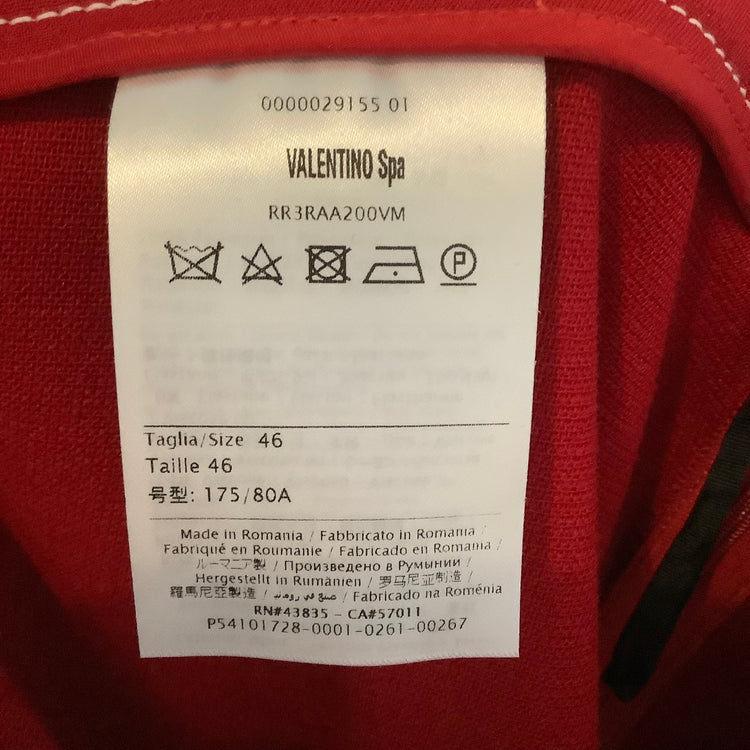 0000029155 01
VALENTINO Spa
RR3RAA200VM
P
Taglia/Size 46
Taille 46
号型: 175/80A
Made in Romania / Fabbricato in Romania /
Fabriqué en Roumanie / Fabricado en Romania /
ルーマニア製 / Произведено в Румынии /
Hergestellt in Rumänien / 罗马尼亚制造 /
羅馬尼亞製造 / صنع في رومانيا / Fabricado na Roménia
RN#43835 - CA#57011
P54101728-0001-0261-00267